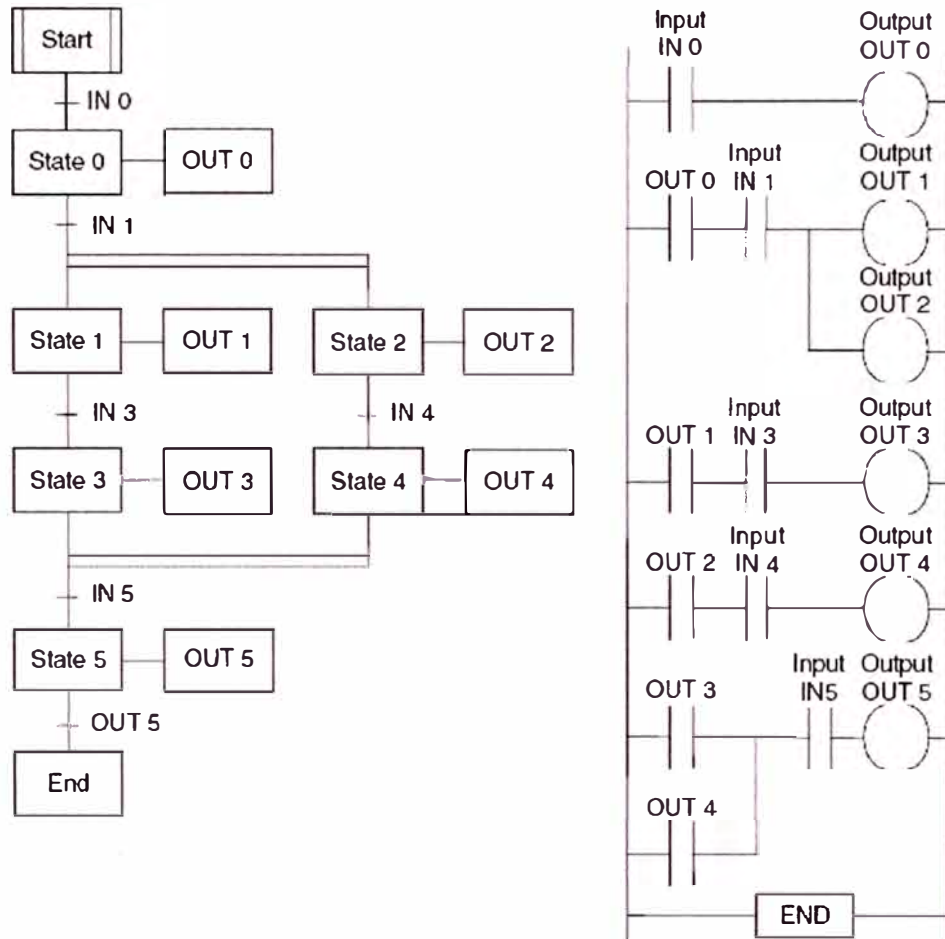 Start
IN 0
State 0
OUT 0
IN 1
State 1
OUT 1
State 2
OUT 2
IN 3
IN 4
State 3
OUT 3
State 4
OUT 4
IN 5
State 5
OUT 5
OUT 5
End
Input
IN 0
Output
OUT 0
OUT 0
Input
IN 1
Output
OUT 1
Output
OUT 2
OUT 1
Input
IN 3
Output
OUT 3
OUT 2
Input
IN 4
Output
OUT 4
OUT 3
Input
IN5
Output
OUT 5
OUT 4
END